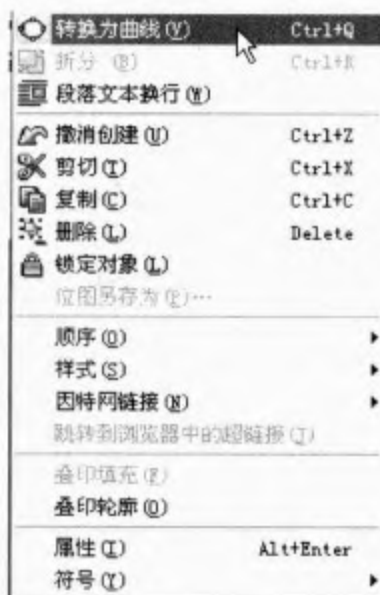 转换为曲线(V) Ctrl+Q
拆分 (B) Ctrl+K
段落文本换行(W)
撤消创建(U) Ctrl+Z
剪切(T) Ctrl+X
复制(C) Ctrl+C
删除(L) Delete
锁定对象(L)
位图另存为(P)…
顺序(O)
样式(S)
因特网链接(N)
跳转到浏览器中的超链接(J)
叠印填充(F)
叠印轮廓(O)
属性(I) Alt+Enter
符号(Y)